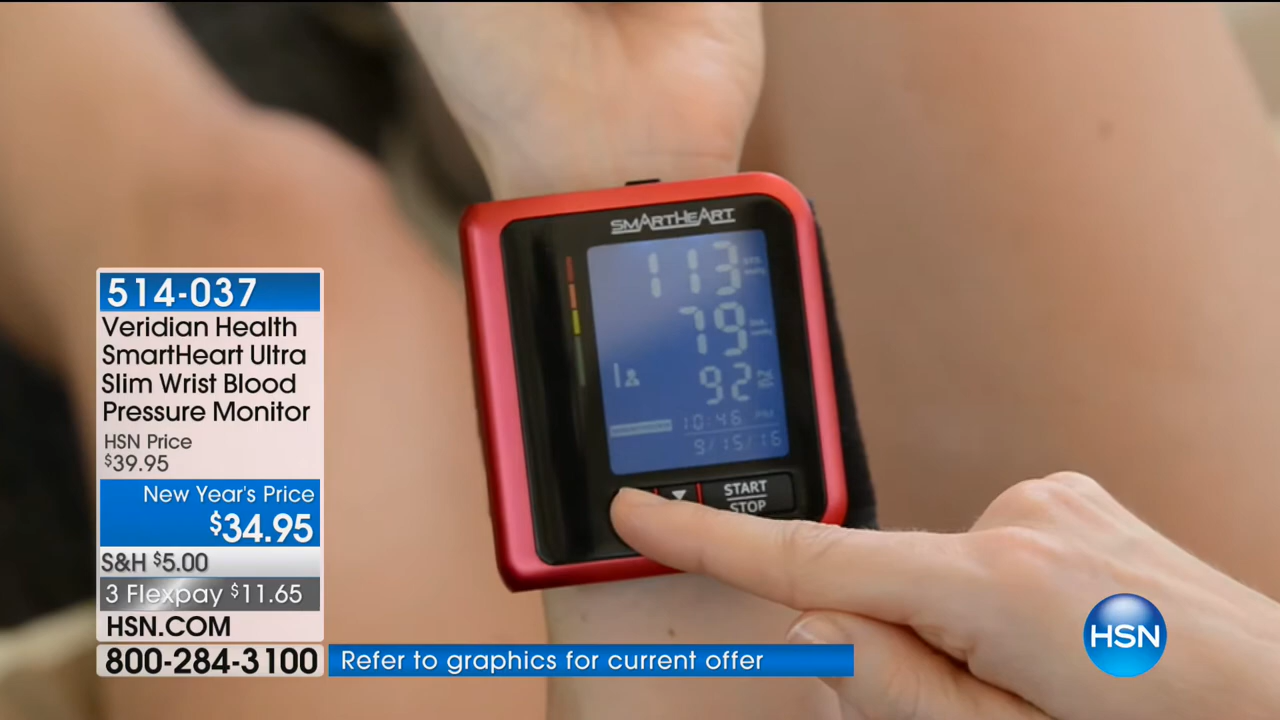 514-037
Veridian Health
SmartHeart Ultra
Slim Wrist Blood
Pressure Monitor
HSN Price
$39.95
New Year's Price
$34.95
S&H $5.00
3 Flexpay $11.65
HSN.COM
800-284-3100
Refer to graphics for current offer
HSN
SMARTHEART
113
79
1
92
10:46 PM
9/15/16
START
STOP